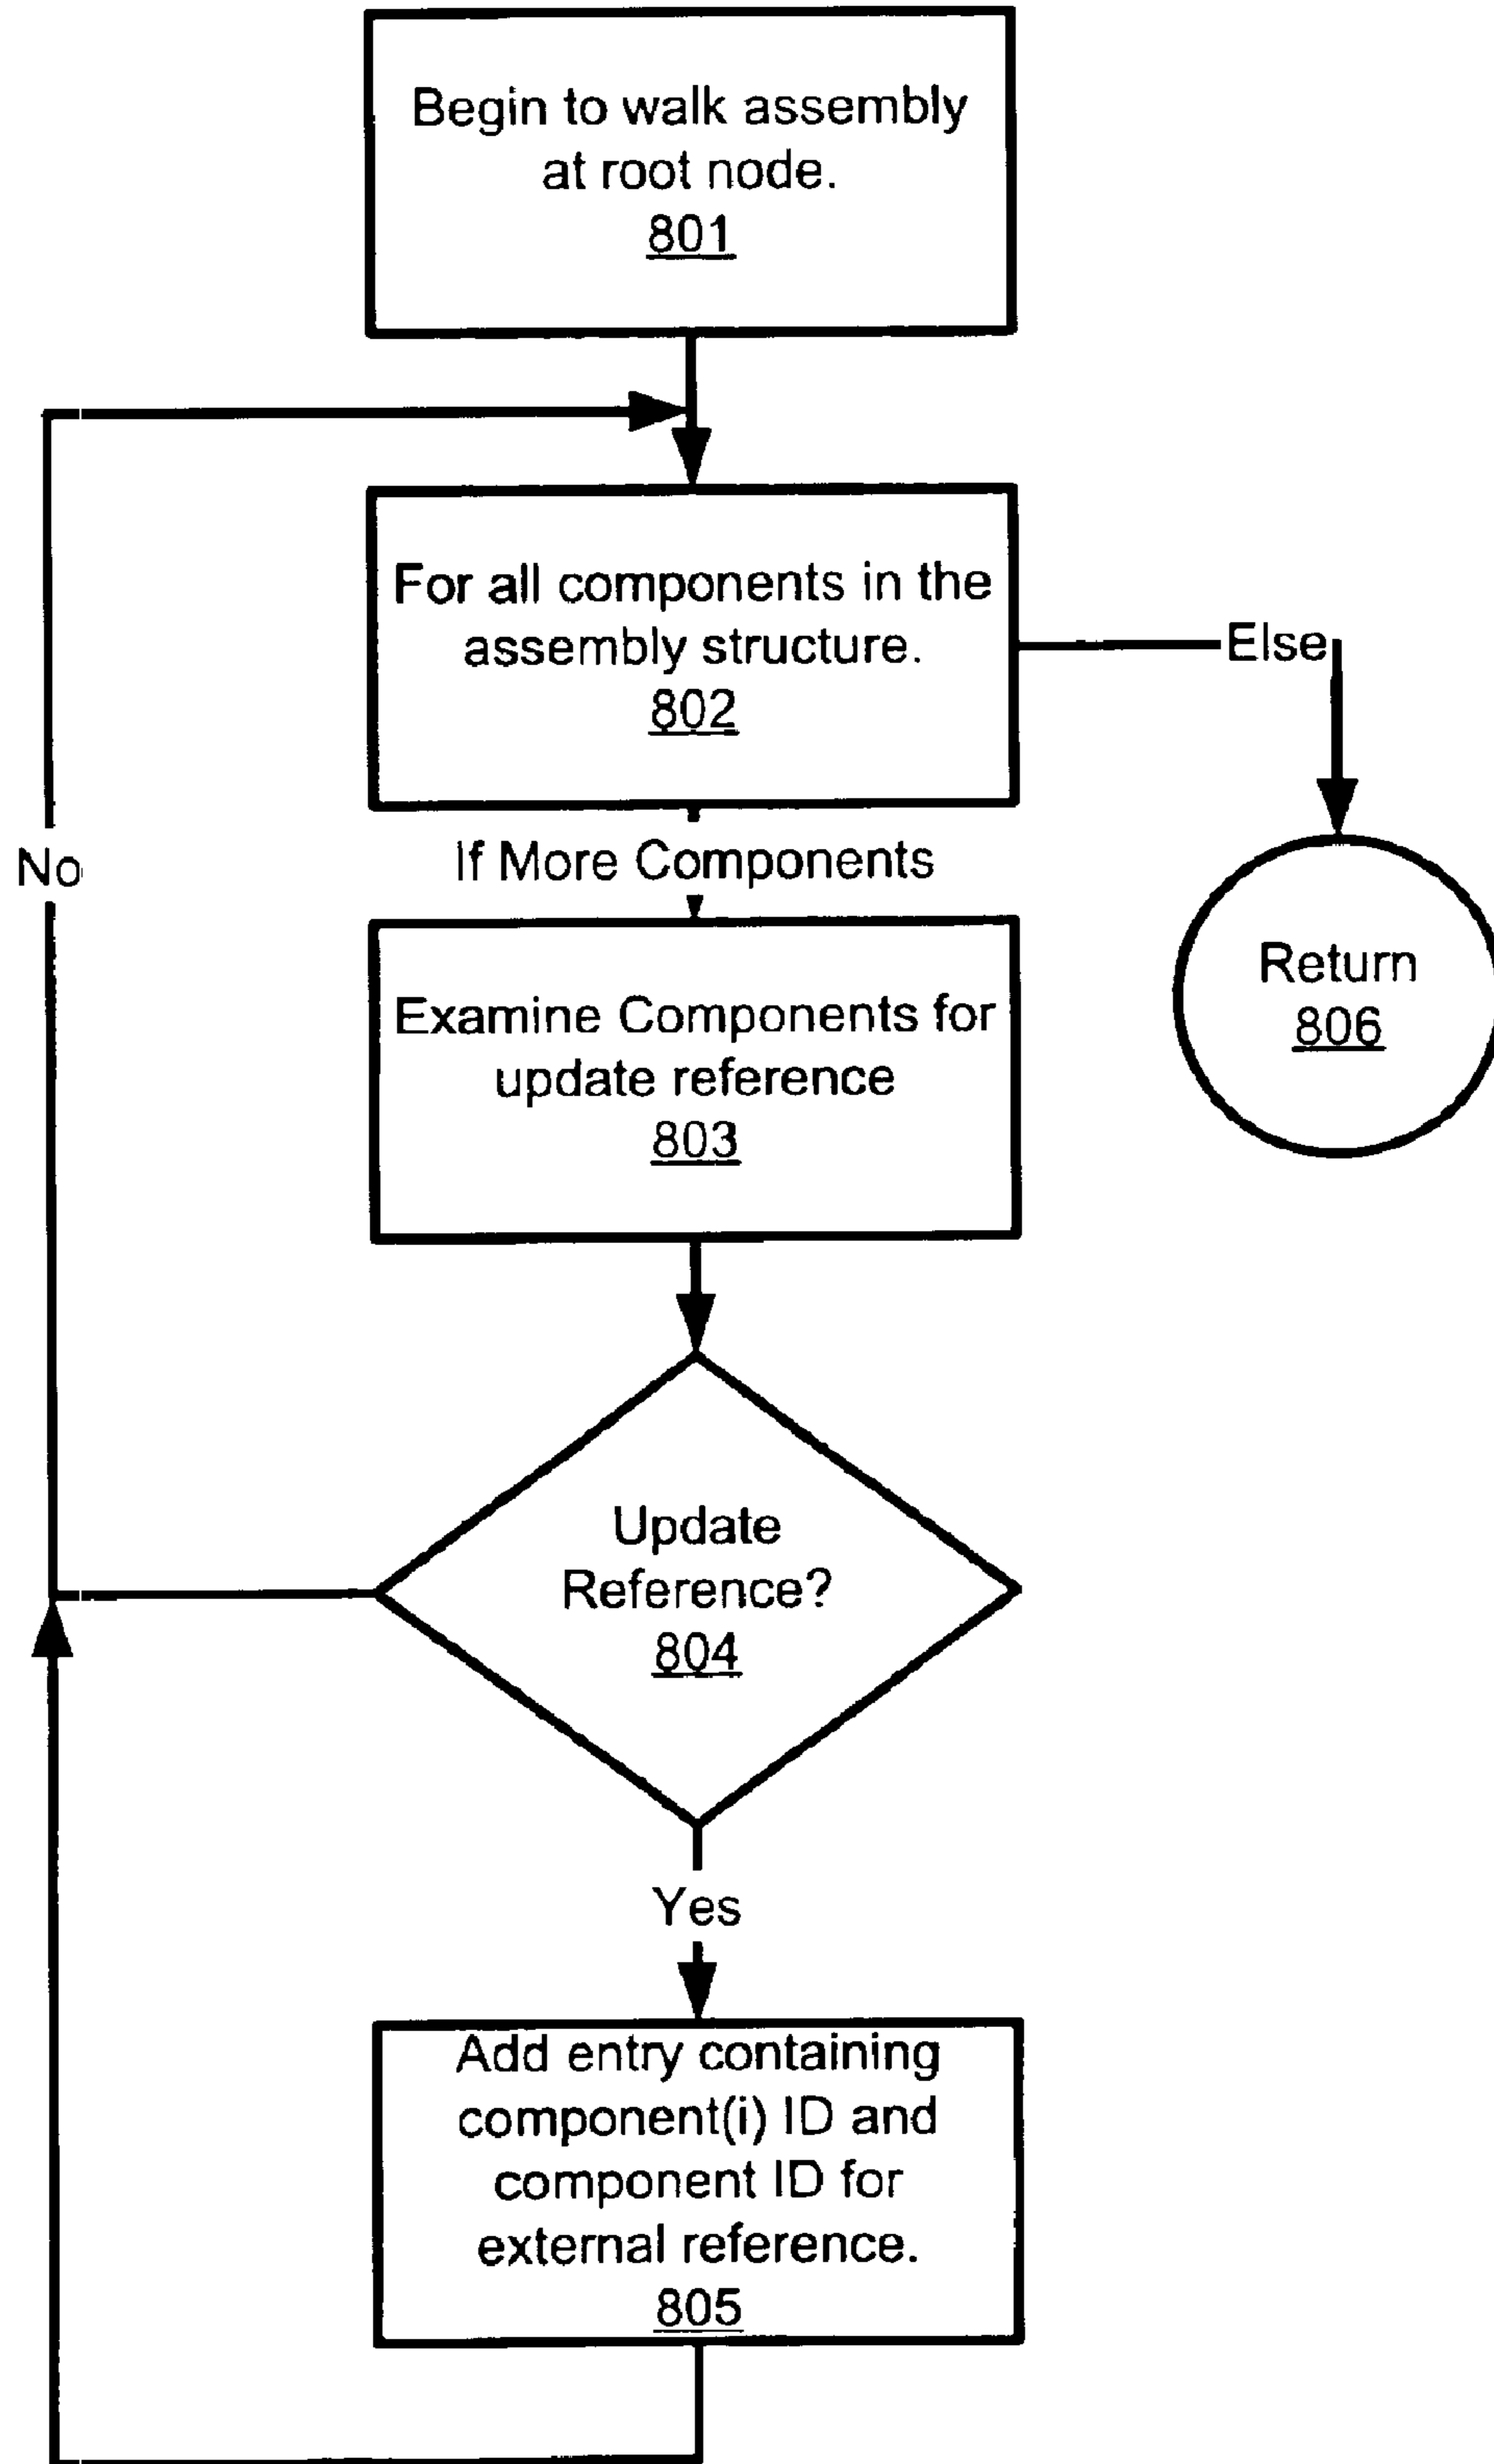 Begin to walk assembly
at root node.
801
For all components in the
assembly structure.
802
Else
No
If More Components
Return
806
Examine Components for
update reference
803
Update
Reference?
804
Yes
Add entry containing
component(i) ID and
component ID for
external reference.
805